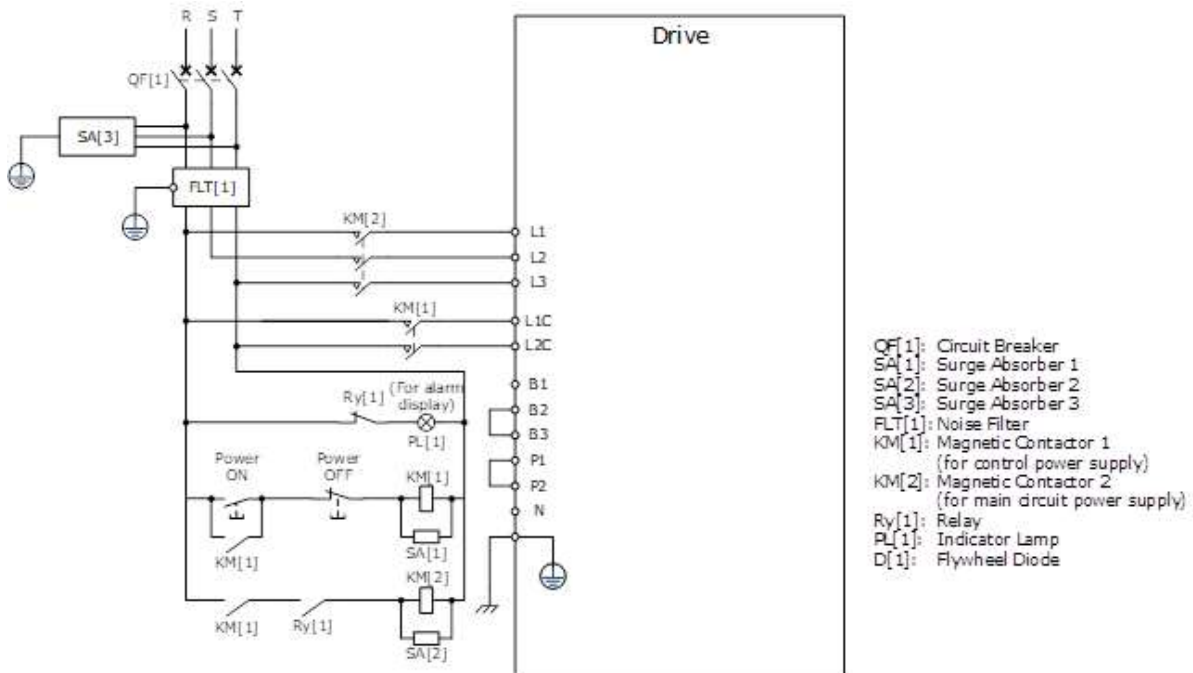 R S T
Drive
QF[1]
SA[3]
FLT[1]
KM[2]
L1
L2
L3
KM[1]
L1C
L2C
B1
Ry[1]
(For alarm
display)
B2
PL[1]
B3
Power
ON
Power
OFF
KM[1]
P1
P2
N
KM[1]
SA[1]
KM[2]
KM[1]
Ry[1]
SA[2]
QF[1]: Circuit Breaker
SA[1]: Surge Absorber 1
SA[2]: Surge Absorber 2
SA[3]: Surge Absorber 3
FLT[1]: Noise Filter
KM[1]: Magnetic Contactor 1
(for control power supply)
KM[2]: Magnetic Contactor 2
(for main circuit power supply)
Ry[1]: Relay
PL[1]: Indicator Lamp
D[1]: Flywheel Diode